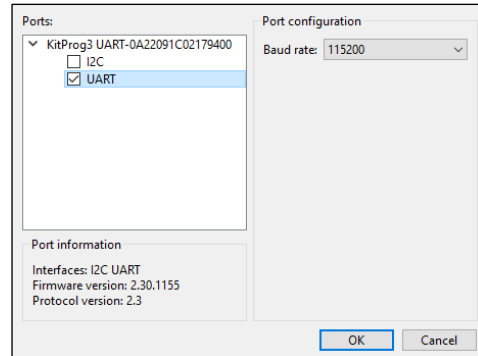 Ports:
KitProg3 UART-0A22091C02179400
I2C
UART
Port information
Interfaces: I2C UART
Firmware version: 2.30.1155
Protocol version: 2.3
Port configuration
Baud rate: 115200
OK
Cancel